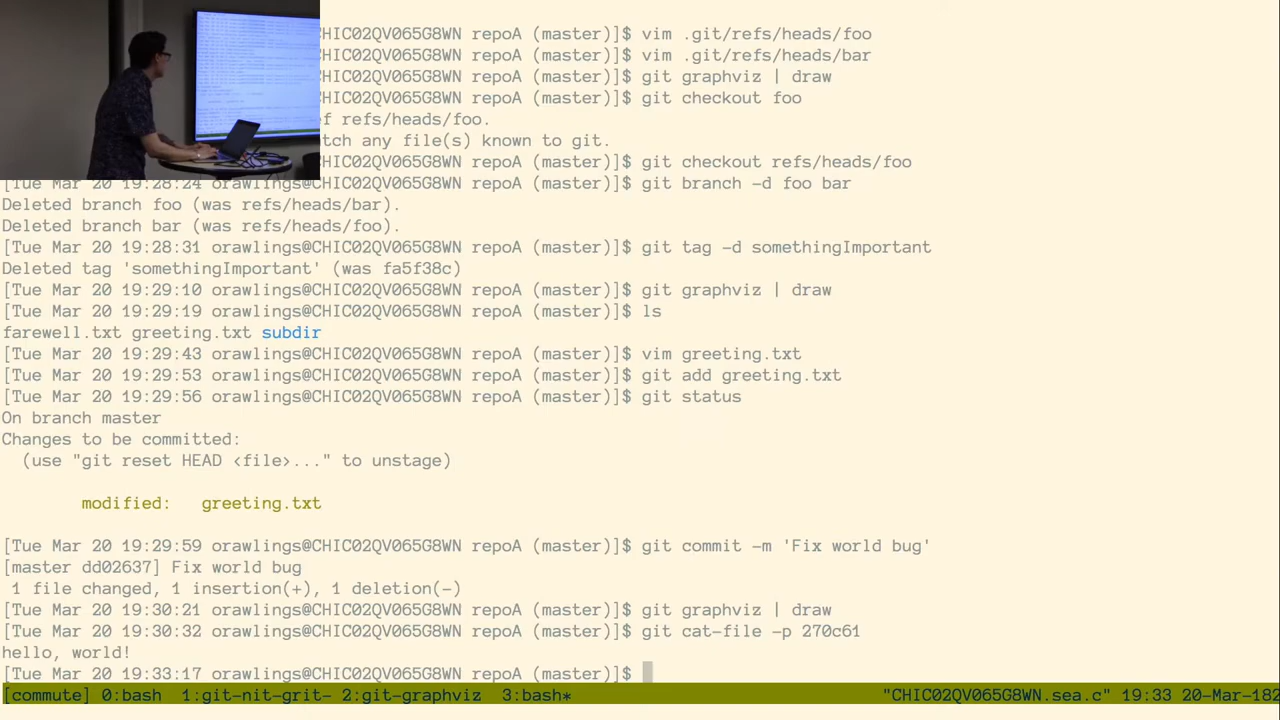 HIC02QV065G8WN repoA (master)]$ vim .git/refs/heads/foo
HIC02QV065G8WN repoA (master)]$ vim .git/refs/heads/bar
HIC02QV065G8WN repoA (master)]$ git graphviz | draw
HIC02QV065G8WN repoA (master)]$ git checkout foo
f refs/heads/foo.
tch any file(s) known to git.
HIC02QV065G8WN repoA (master)]$ git checkout refs/heads/foo
[Tue Mar 20 19:28:24 orawlings@CHIC02QV065G8WN repoA (master)]$ git branch -d foo bar
Deleted branch foo (was refs/heads/bar).
Deleted branch bar (was refs/heads/foo).
[Tue Mar 20 19:28:31 orawlings@CHIC02QV065G8WN repoA (master)]$ git tag -d somethingImportant
Deleted tag 'somethingImportant' (was fa5f38c)
[Tue Mar 20 19:29:10 orawlings@CHIC02QV065G8WN repoA (master)]$ git graphviz | draw
[Tue Mar 20 19:29:19 orawlings@CHIC02QV065G8WN repoA (master)]$ ls
farewell.txt greeting.txt subdir
[Tue Mar 20 19:29:43 orawlings@CHIC02QV065G8WN repoA (master)]$ vim greeting.txt
[Tue Mar 20 19:29:53 orawlings@CHIC02QV065G8WN repoA (master)]$ git add greeting.txt
[Tue Mar 20 19:29:56 orawlings@CHIC02QV065G8WN repoA (master)]$ git status
On branch master
Changes to be committed:
(use "git reset HEAD <file>..." to unstage)
modified: greeting.txt
[Tue Mar 20 19:29:59 orawlings@CHIC02QV065G8WN repoA (master)]$ git commit -m 'Fix world bug'
[master dd02637] Fix world bug
1 file changed, 1 insertion(+), 1 deletion(-)
[Tue Mar 20 19:30:21 orawlings@CHIC02QV065G8WN repoA (master)]$ git graphviz | draw
[Tue Mar 20 19:30:32 orawlings@CHIC02QV065G8WN repoA (master)]$ git cat-file -p 270c61
hello, world!
[Tue Mar 20 19:33:17 orawlings@CHIC02QV065G8WN repoA (master)]$
[commute] 0:bash 1:git-nit-grit- 2:git-graphviz 3:bash* "CHIC02QV065G8WN.sea.c" 19:33 20-Mar-182